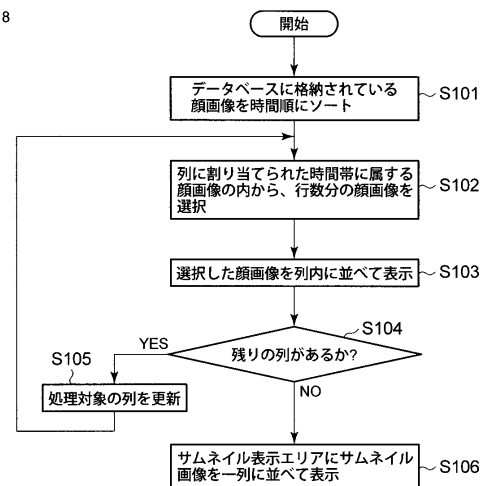 8
開始
データベースに格納されている
顔画像を時間順にソート
S101
列に割り当てられた時間帯に属する
顔画像の内から、行数分の顔画像を
選択
S102
選択した顔画像を列内に並べて表示
S103
S104
残りの列があるか?
YES
NO
S105
処理対象の列を更新
サムネイル表示エリアにサムネイル
画像を一列に並べて表示
S106